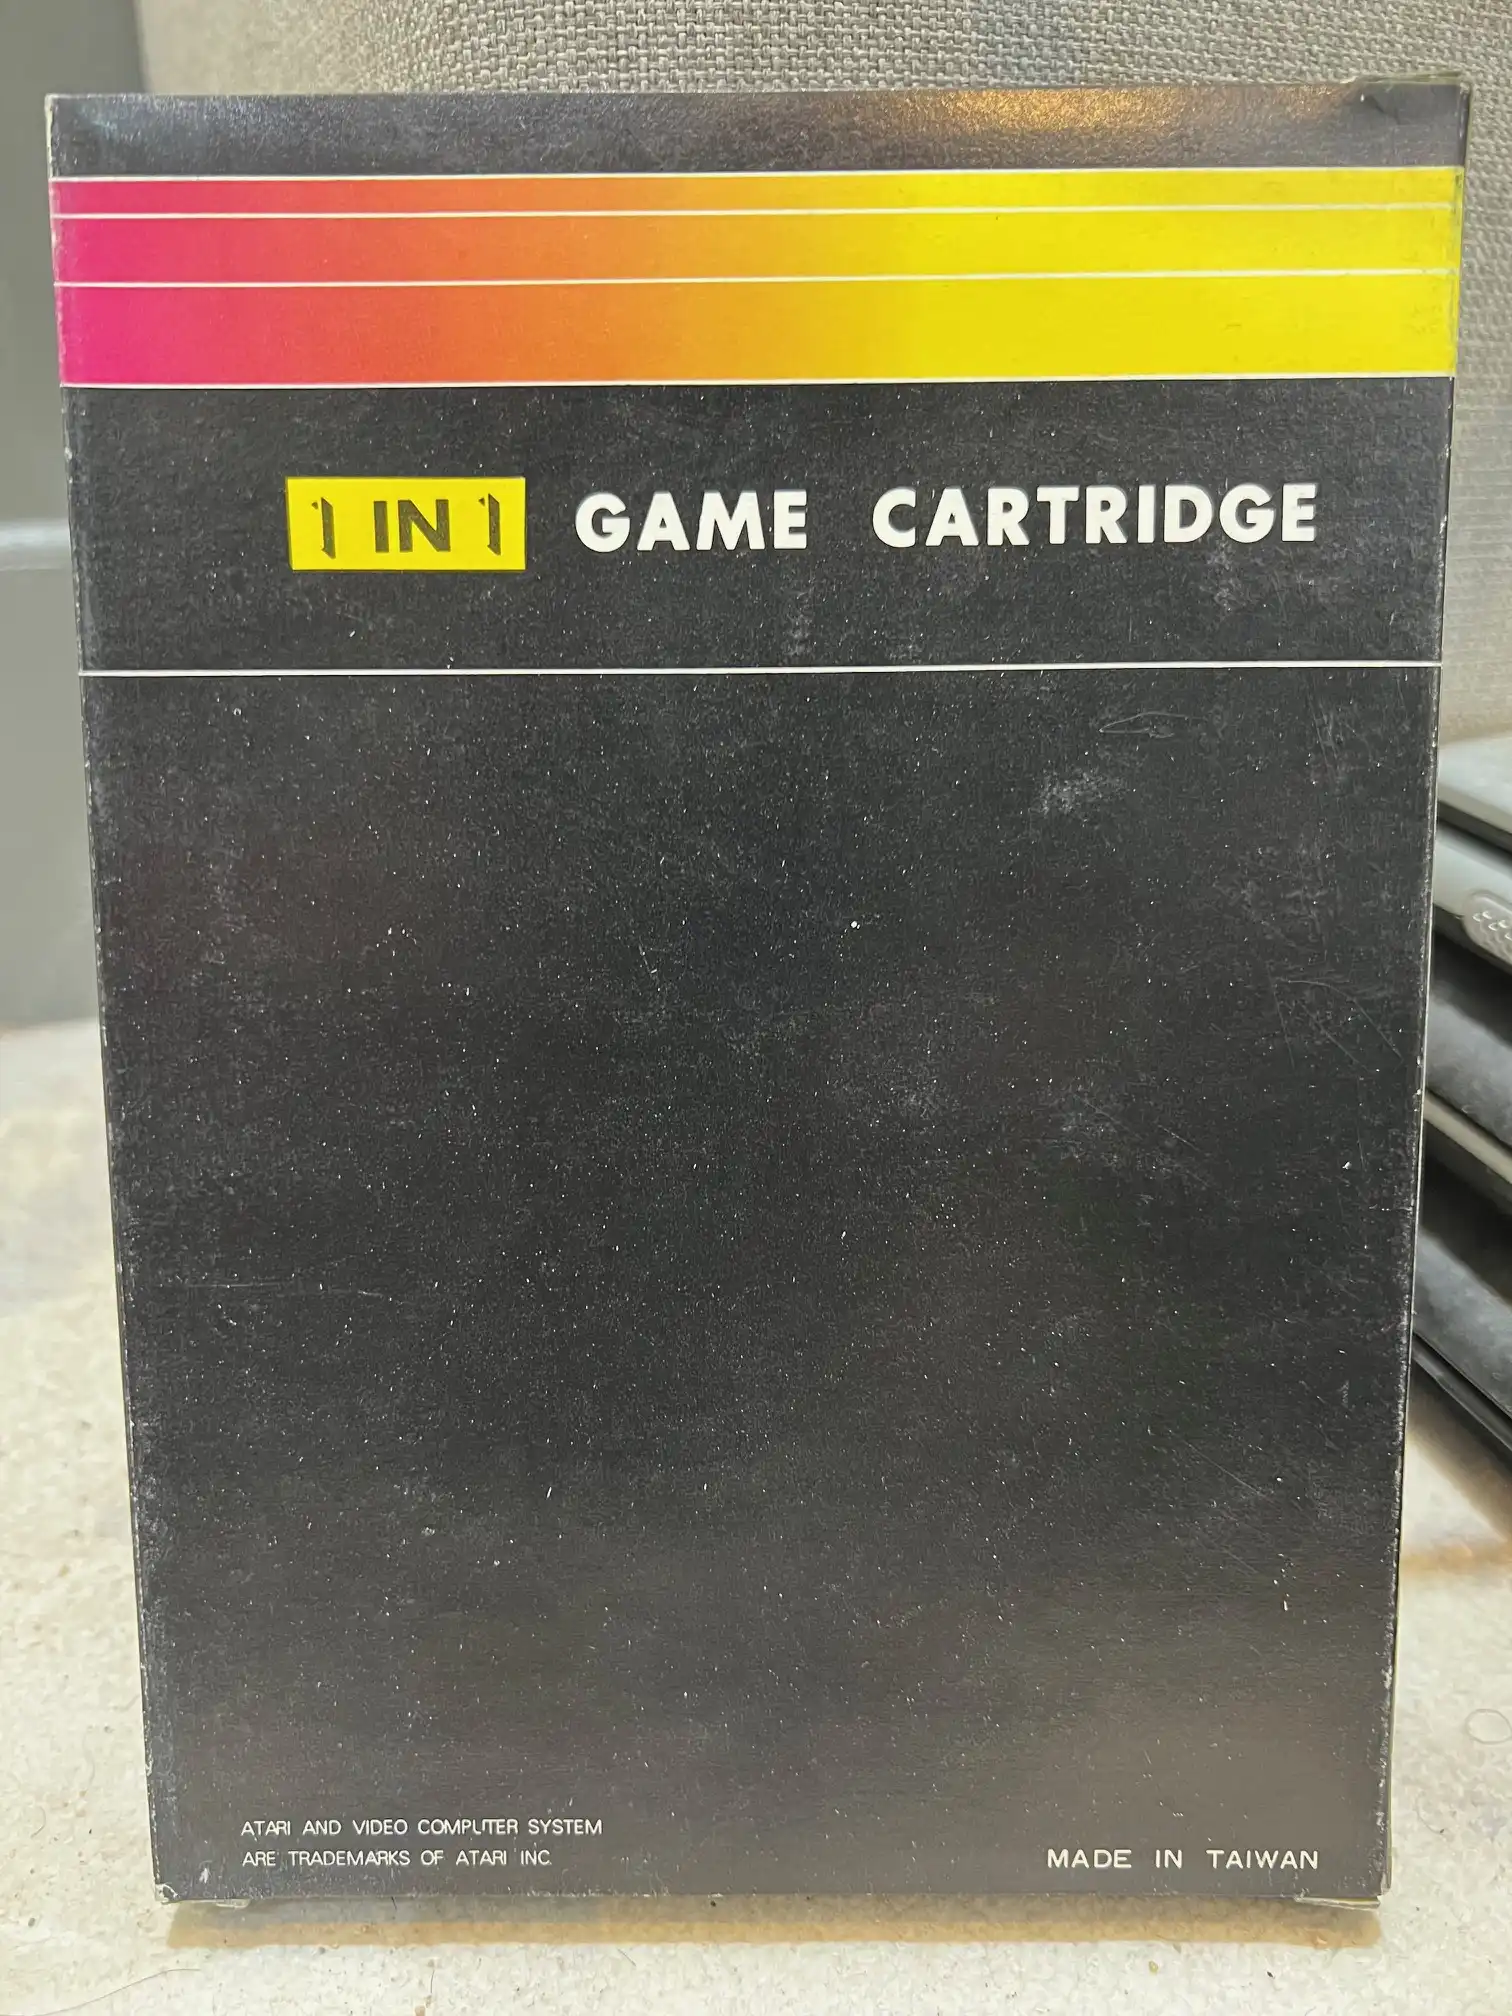 1 IN 1 GAME CARTRIDGE
ATARI AND VIDEO COMPUTER SYSTEM
ARE TRADEMARKS OF ATARI INC.
MADE IN TAIWAN